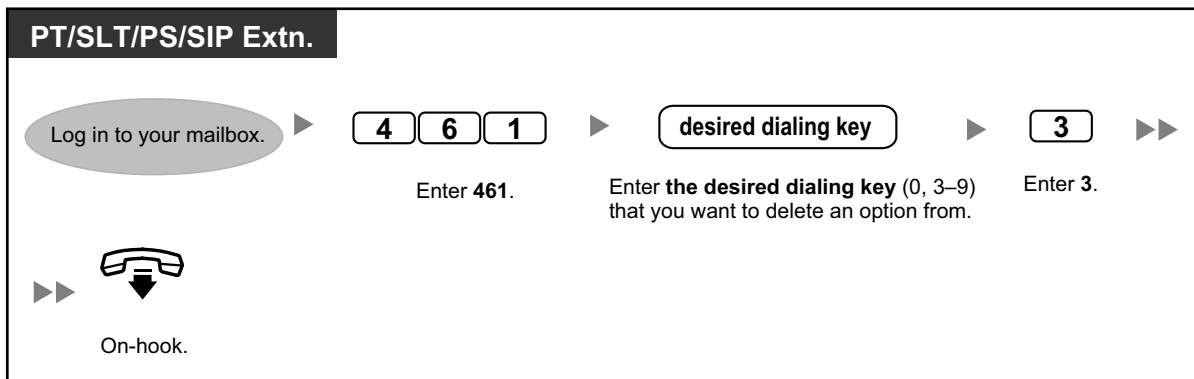 PT/SLT/PS/SIP Extn.
Log in to your mailbox.
4 6 1
desired dialing key
3
Enter 461.
Enter the desired dialing key (0, 3–9)
that you want to delete an option from.
Enter 3.
On-hook.